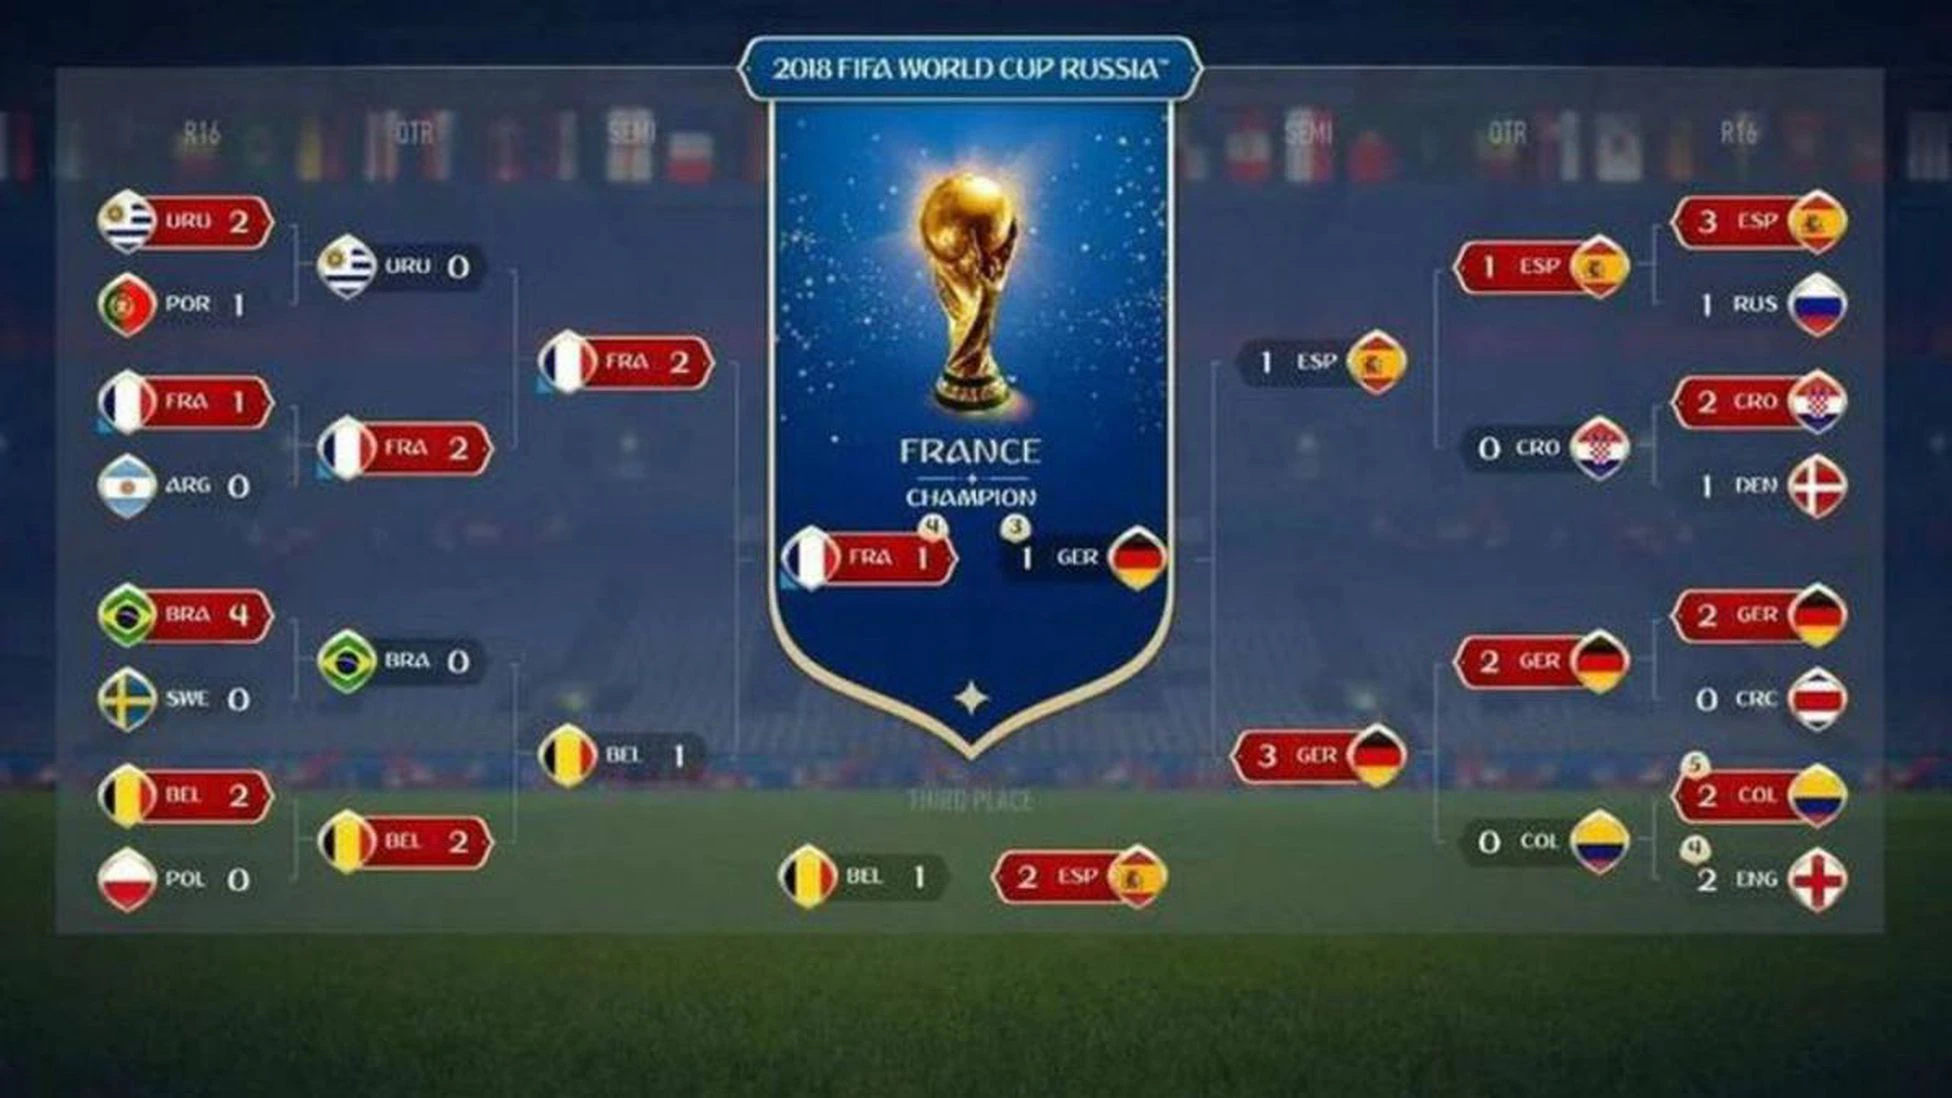 2018 FIFA WORLD CUP RUSSIA™
R16 QTR SEMI SEMI QTR R16
URU 2
POR 1
FRA 1
ARG 0
BRA 4
SWE 0
BEL 2
POL 0
URU 0
FRA 2
BRA 0
BEL 2
FRA 2
BEL 1
FRANCE
CHAMPION
4 3
FRA 1 1 GER
THIRD PLACE
BEL 1 2 ESP
1 ESP
3 GER
1 ESP
0 CRO
2 GER
0 COL
3 ESP
1 RUS
2 CRO
1 DEN
2 GER
0 CRC
5
2 COL
4
2 ENG